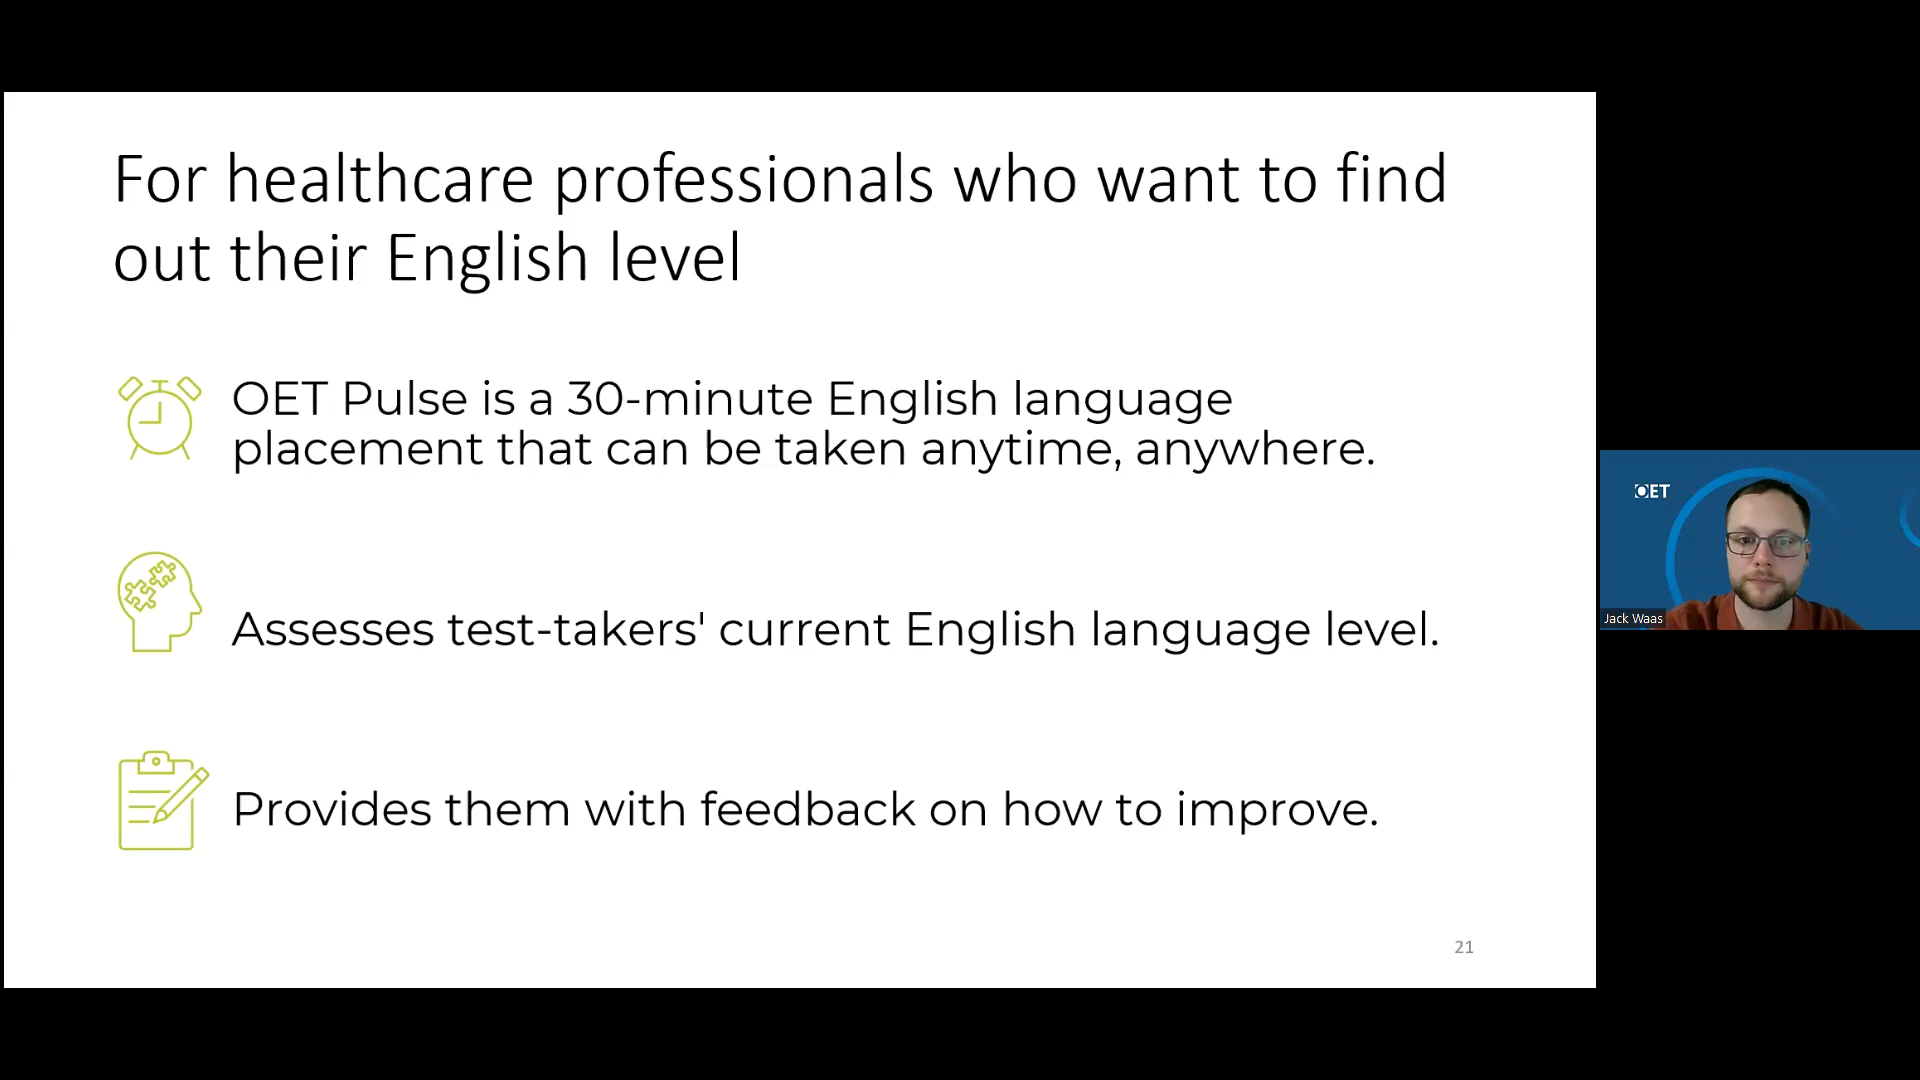 For healthcare professionals who want to find
out their English level
OET Pulse is a 30-minute English language
placement that can be taken anytime, anywhere.
Assesses test-takers' current English language level.
Provides them with feedback on how to improve.
21
OET
Jack Waas